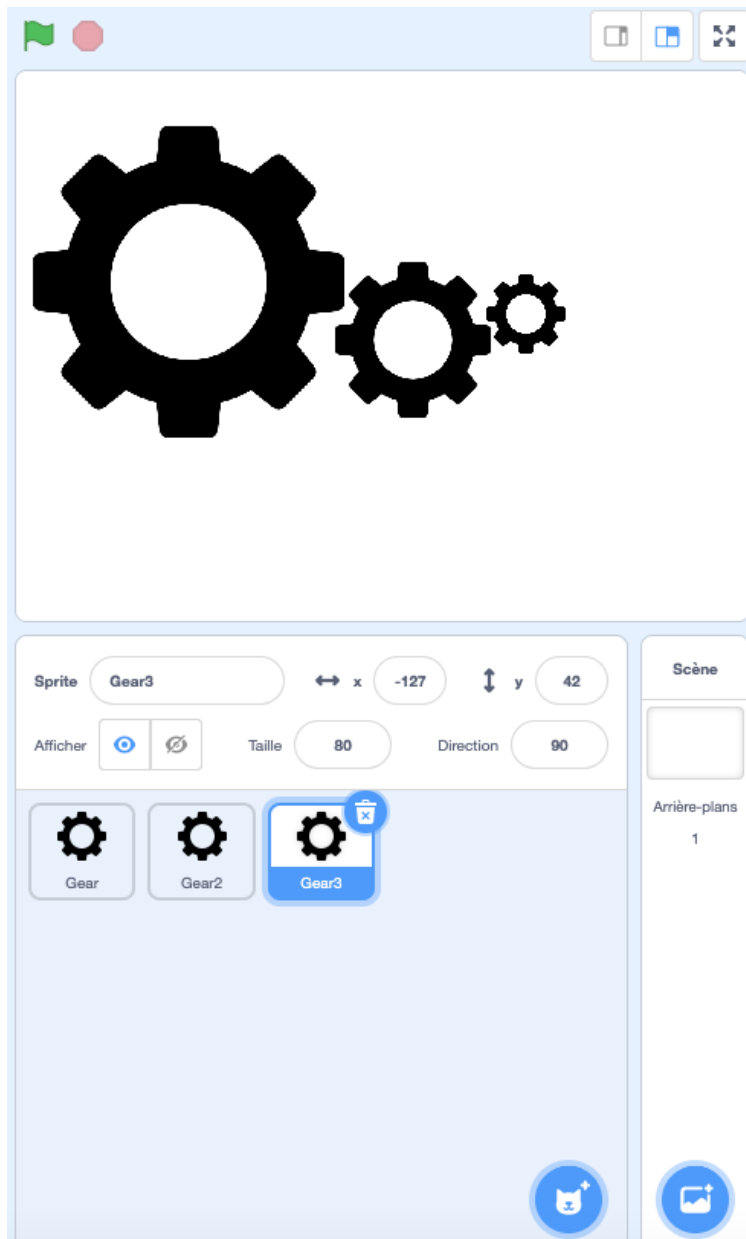 Sprite Gear3 x -127 y 42
Afficher Taille 80 Direction 90
Gear Gear2 Gear3
Scène
Arrière-plans
1